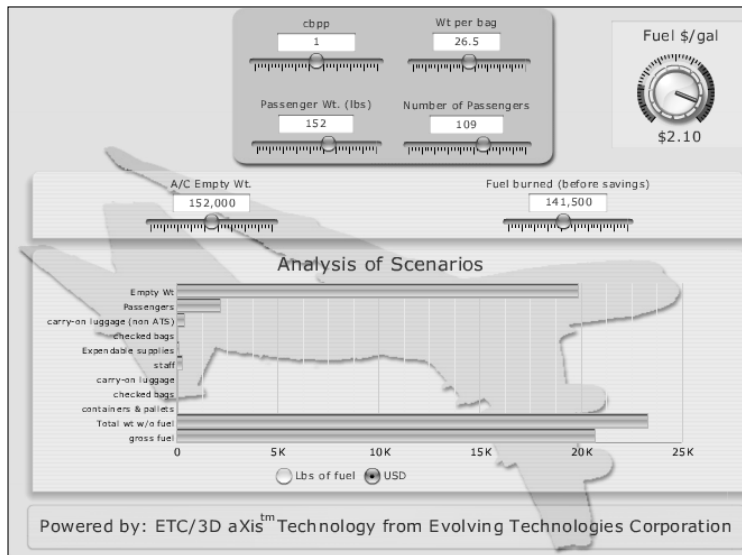 cbpp
Wt per bag
1
26.5
Passenger Wt. (lbs)
Number of Passengers
152
109
Fuel $/gal
$2.10
A/C Empty Wt.
Fuel burned (before savings)
152,000
141,500
Analysis of Scenarios
Empty Wt
Passengers
carry-on luggage (non ATS)
checked bags
Expendable supplies
staff
carry-on luggage
checked bags
containers & pallets
Total wt w/o fuel
gross fuel
0 5K 10K 15K 20K 25K
Lbs of fuel USD
Powered by: ETC/3D aXis tm Technology from Evolving Technologies Corporation